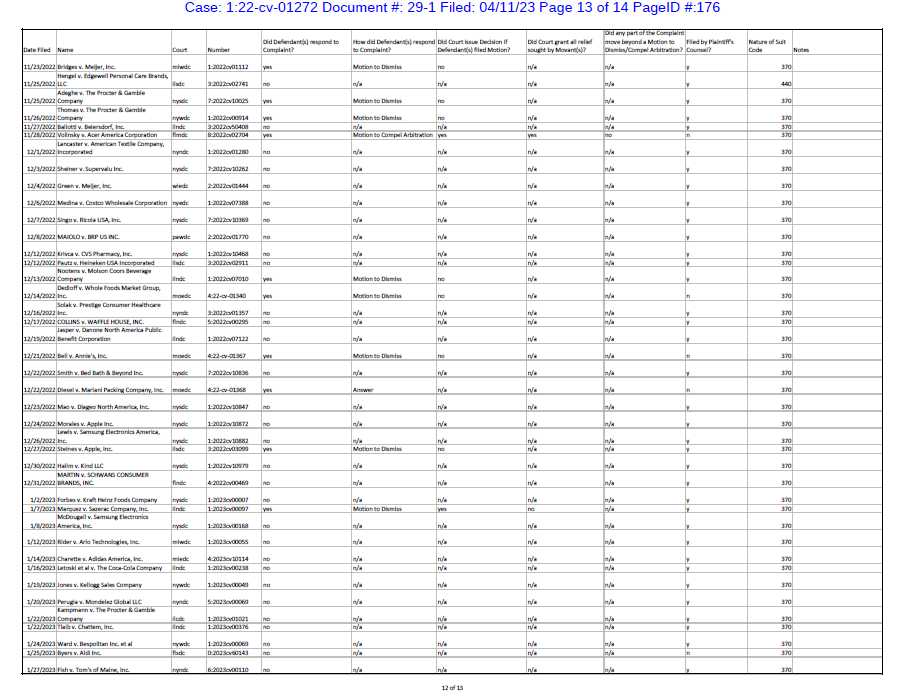 Case: 1:22-cv-01272 Document #: 29-1 Filed: 04/11/23 Page 13 of 14 PageID #:176
Date Filed Name Court Number Did Defendant(s) respond to Complaint? How did Defendant(s) respond to Complaint? Did Court Issue Decision if Defendant(s) filed Motion? Did Court grant all relief sought by Movant(s)? Did any part of the Complaint move beyond a Motion to Dismiss/Compel Arbitration? Filed by Plaintiff's Counsel? Nature of Suit Code Notes
11/23/2022 Bridges v. Meijer, Inc. miwdc 1:2022cv01112 yes Motion to Dismiss no n/a n/a y 370
11/25/2022 Hengel v. Edgewell Personal Care Brands, LLC ilsdc 3:2022cv02741 no n/a n/a n/a n/a y 440
11/25/2022 Adeghe v. The Procter & Gamble Company nysdc 7:2022cv10025 yes Motion to Dismiss no n/a n/a y 370
11/26/2022 Thomas v. The Procter & Gamble Company nywdc 1:2022cv00914 yes Motion to Dismiss no n/a n/a y 370
11/27/2022 Ballotti v. Beiersdorf, Inc. ilndc 3:2022cv50408 no n/a n/a n/a n/a y 370
11/28/2022 Volinsky v. Acer America Corporation flmdc 8:2022cv02704 yes Motion to Compel Arbitration yes yes no n 370
12/1/2022 Lancaster v. American Textile Company, Incorporated nyndc 1:2022cv01280 no n/a n/a n/a n/a y 370
12/3/2022 Sheiner v. Supervalu Inc. nysdc 7:2022cv10262 no n/a n/a n/a n/a y 370
12/4/2022 Green v. Meijer, Inc. wiedc 2:2022cv01444 no n/a n/a n/a n/a y 370
12/6/2022 Medina v. Costco Wholesale Corporation nyedc 1:2022cv07388 no n/a n/a n/a n/a y 370
12/7/2022 Singo v. Ricola USA, Inc. nysdc 7:2022cv10369 no n/a n/a n/a n/a y 370
12/8/2022 MAIOLO v. BRP US INC. pawdc 2:2022cv01770 no n/a n/a n/a n/a y 370
12/12/2022 Krivca v. CVS Pharmacy, Inc. nysdc 1:2022cv10468 no n/a n/a n/a n/a y 370
12/12/2022 Pautz v. Heineken USA Incorporated ilsdc 3:2022cv02911 no n/a n/a n/a n/a y 370
12/13/2022 Nootens v. Molson Coors Beverage Company ilndc 1:2022cv07010 yes Motion to Dismiss no n/a n/a y 370
12/14/2022 Dedloff v. Whole Foods Market Group, Inc. moedc 4:22-cv-01340 yes Motion to Dismiss no n/a n/a n 370
12/16/2022 Solak v. Prestige Consumer Healthcare Inc. nyndc 3:2022cv01357 no n/a n/a n/a n/a y 370
12/17/2022 COLLINS v. WAFFLE HOUSE, INC. flndc 5:2022cv00295 no n/a n/a n/a n/a y 370
12/19/2022 Jasper v. Danone North America Public Benefit Corporation ilndc 1:2022cv07122 no n/a n/a n/a n/a y 370
12/21/2022 Bell v. Annie's, Inc. moedc 4:22-cv-01367 yes Motion to Dismiss no n/a n/a n 370
12/22/2022 Smith v. Bed Bath & Beyond Inc. nysdc 7:2022cv10836 no n/a n/a n/a n/a y 370
12/22/2022 Diesel v. Mariani Packing Company, Inc. moedc 4:22-cv-01368 yes Answer n/a n/a n/a n 370
12/23/2022 Mao v. Diageo North America, Inc. nysdc 1:2022cv10847 no n/a n/a n/a n/a y 370
12/24/2022 Morales v. Apple Inc. nysdc 1:2022cv10872 no n/a n/a n/a n/a y 370
12/26/2022 Lewis v. Samsung Electronics America, Inc. nysdc 1:2022cv10882 no n/a n/a n/a n/a y 370
12/27/2022 Steines v. Apple, Inc. ilsdc 3:2022cv03099 yes Motion to Dismiss no n/a n/a y 370
12/30/2022 Halim v. Kind LLC nysdc 1:2022cv10979 no n/a n/a n/a n/a y 370
12/31/2022 MARTIN v. SCHWANS CONSUMER BRANDS, INC. flndc 4:2022cv00469 no n/a n/a n/a n/a y 370
1/2/2023 Forbes v. Kraft Heinz Foods Company nysdc 1:2023cv00007 no n/a n/a n/a n/a y 370
1/7/2023 Marquez v. Sazerac Company, Inc. ilndc 1:2023cv00097 yes Motion to Dismiss yes no n/a y 370
1/8/2023 McDougall v. Samsung Electronics America, Inc. nysdc 1:2023cv00168 no n/a n/a n/a n/a y 370
1/12/2023 Rider v. Arlo Technologies, Inc. miwdc 1:2023cv00055 no n/a n/a n/a n/a y 370
1/14/2023 Charette v. Adidas America, Inc. miedc 4:2023cv10114 no n/a n/a n/a n/a y 370
1/16/2023 Letoski et al v. The Coca-Cola Company ilndc 1:2023cv00238 no n/a n/a n/a n/a y 370
1/19/2023 Jones v. Kellogg Sales Company nywdc 1:2023cv00049 no n/a n/a n/a n/a y 370
1/20/2023 Perugia v. Mondelez Global LLC nyndc 5:2023cv00069 no n/a n/a n/a n/a y 370
1/22/2023 Kampmann v. The Procter & Gamble Company ilcdc 1:2023cv01021 no n/a n/a n/a n/a y 370
1/22/2023 Tlaib v. Chattem, Inc. ilndc 1:2023cv00376 no n/a n/a n/a n/a y 370
1/24/2023 Ward v. Bespolitan Inc. et al nywdc 1:2023cv00069 no n/a n/a n/a n/a y 370
1/25/2023 Byers v. Aldi Inc. flsdc 0:2023cv60143 no n/a n/a n/a n/a n 370
1/27/2023 Fish v. Tom's of Maine, Inc. nyndc 6:2023cv00110 no n/a n/a n/a n/a y 370
12 of 13